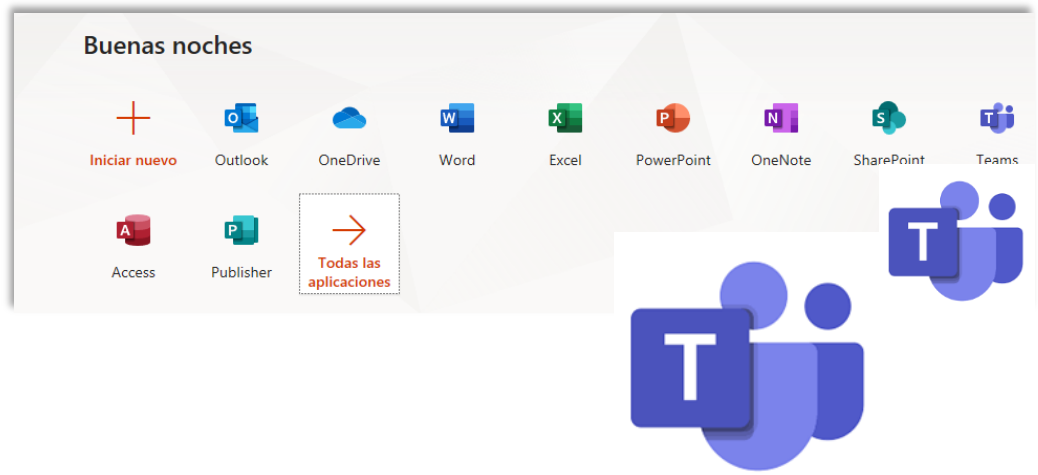 Buenas noches
Iniciar nuevo Outlook OneDrive Word Excel PowerPoint OneNote SharePoint Teams
Access Publisher Todas las
aplicaciones